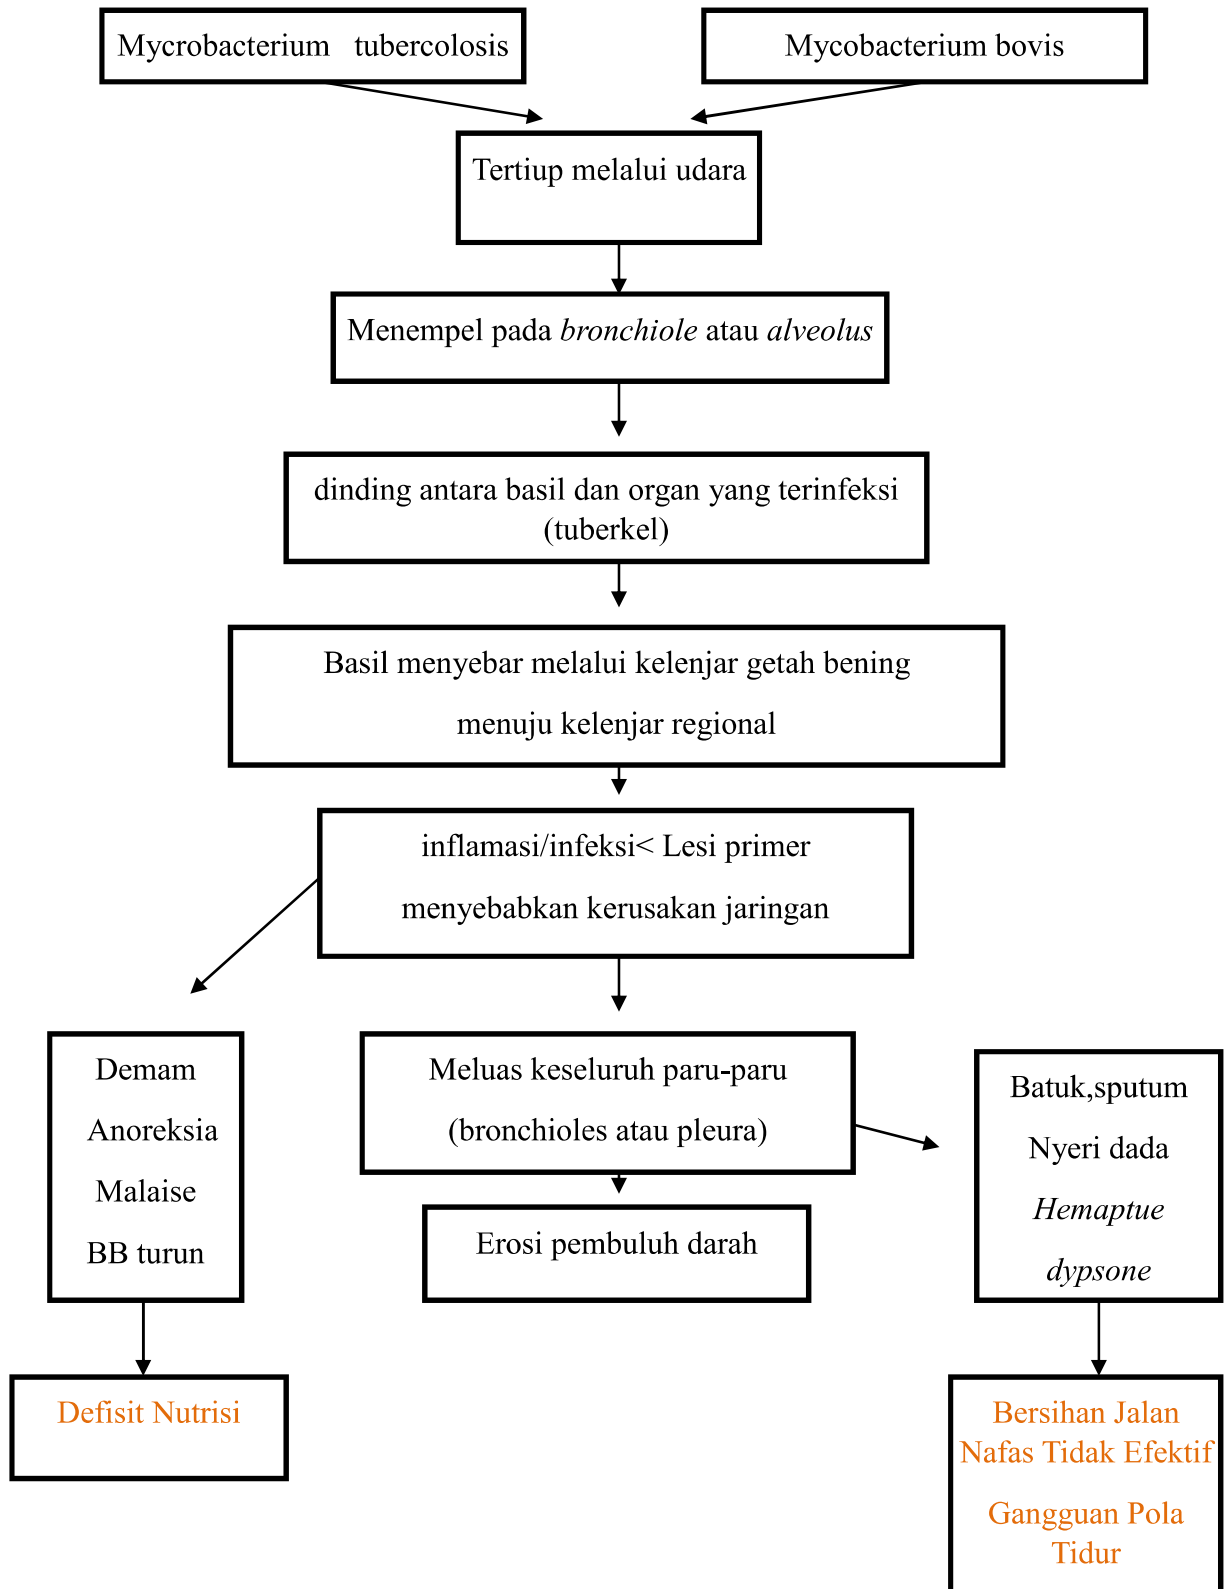 Mycrobacterium tubercolosis
Mycobacterium bovis
Tertiup melalui udara
Menempel pada bronchiole atau alveolus
dinding antara basil dan organ yang terinfeksi
(tuberkel)
Basil menyebar melalui kelenjar getah bening
menuju kelenjar regional
inflamasi/infeksi< Lesi primer
menyebabkan kerusakan jaringan
Demam
Anoreksia
Malaise
BB turun
Meluas keseluruh paru-paru
(bronchioles atau pleura)
Batuk,sputum
Nyeri dada
Hemaptue
dypsone
Erosi pembuluh darah
Defisit Nutrisi
Bersihan Jalan
Nafas Tidak Efektif
Gangguan Pola
Tidur